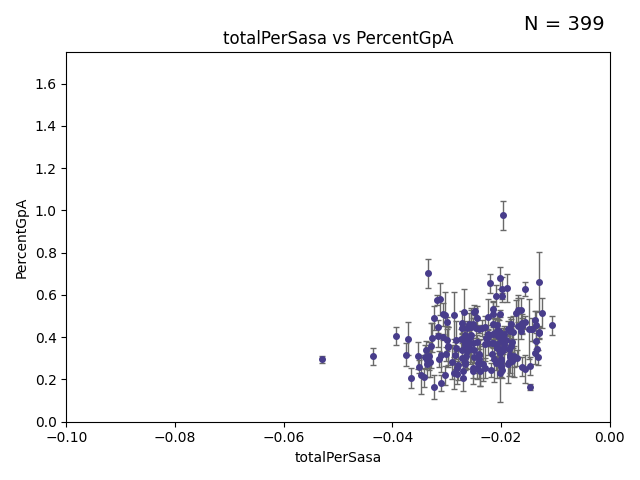 N = 399
totalPerSasa vs PercentGpA
PercentGpA
1.6
1.4
1.2
1.0
0.8
0.6
0.4
0.2
0.0
−0.10 −0.08 −0.06 −0.04 −0.02 0.00
totalPerSasa